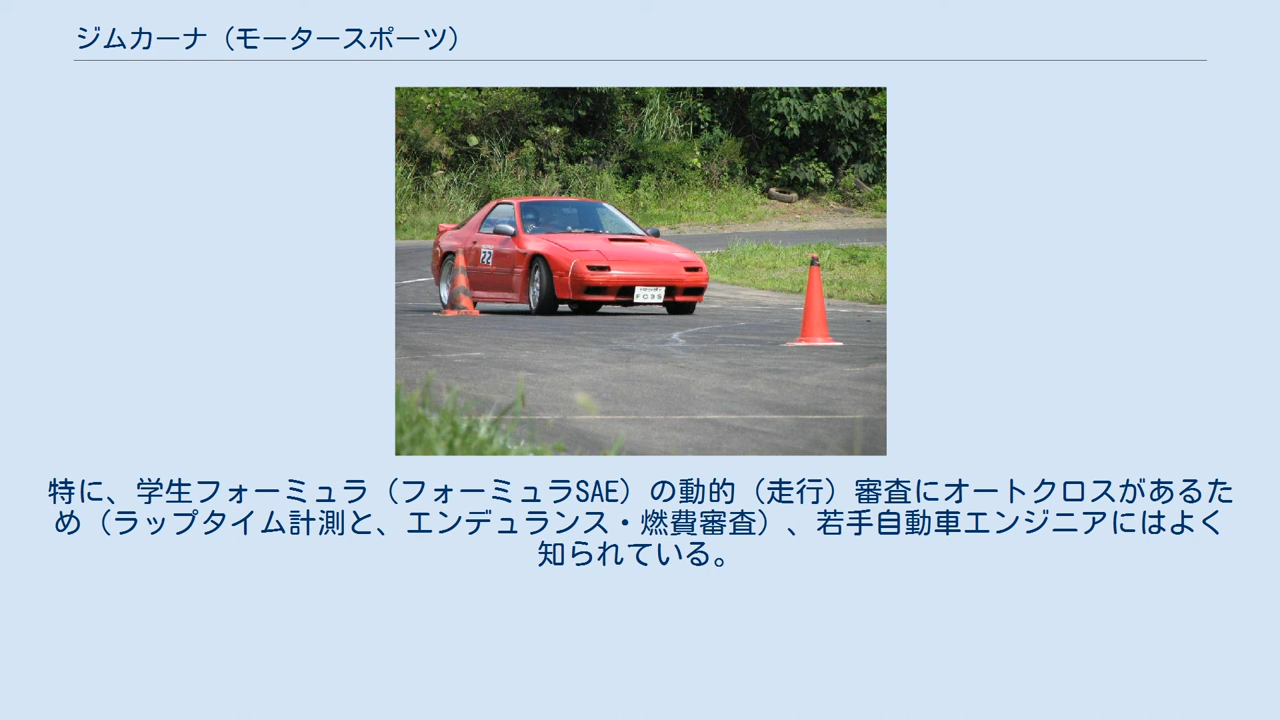 ジムカーナ（モータースポーツ）
22
FC3S
特に、学生フォーミュラ（フォーミュラSAE）の動的（走行）審査にオートクロスがあるた
め（ラップタイム計測と、エンデュランス・燃費審査）、若手自動車エンジニアにはよく
知られている。